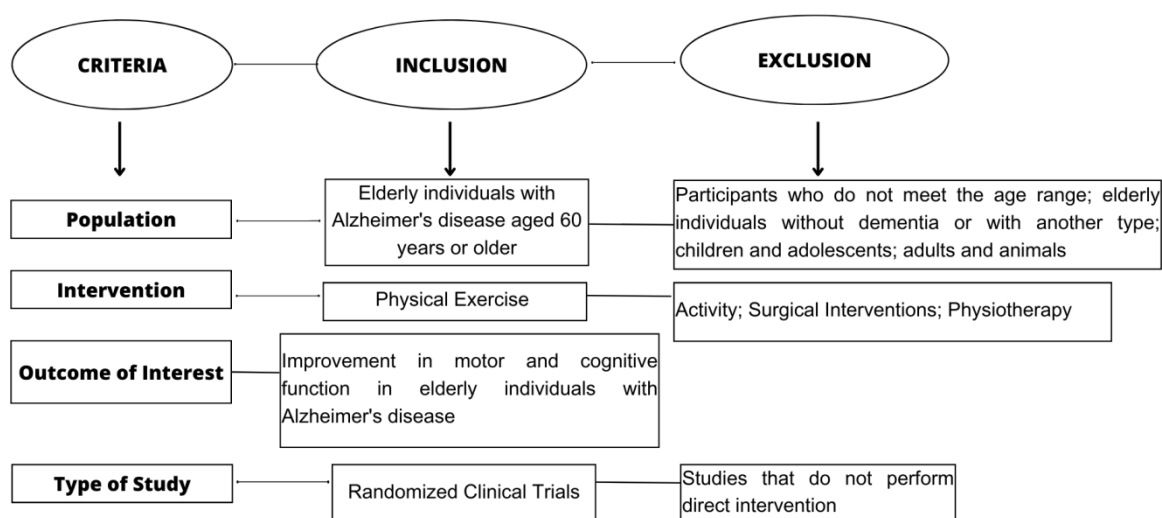 CRITERIA
INCLUSION
EXCLUSION
Population
Elderly individuals with
Alzheimer's disease aged 60
years or older
Participants who do not meet the age range; elderly
individuals without dementia or with another type;
children and adolescents; adults and animals
Intervention
Physical Exercise
Activity; Surgical Interventions; Physiotherapy
Outcome of Interest
Improvement in motor and cognitive
function in elderly individuals with
Alzheimer's disease
Type of Study
Randomized Clinical Trials
Studies that do not perform
direct intervention